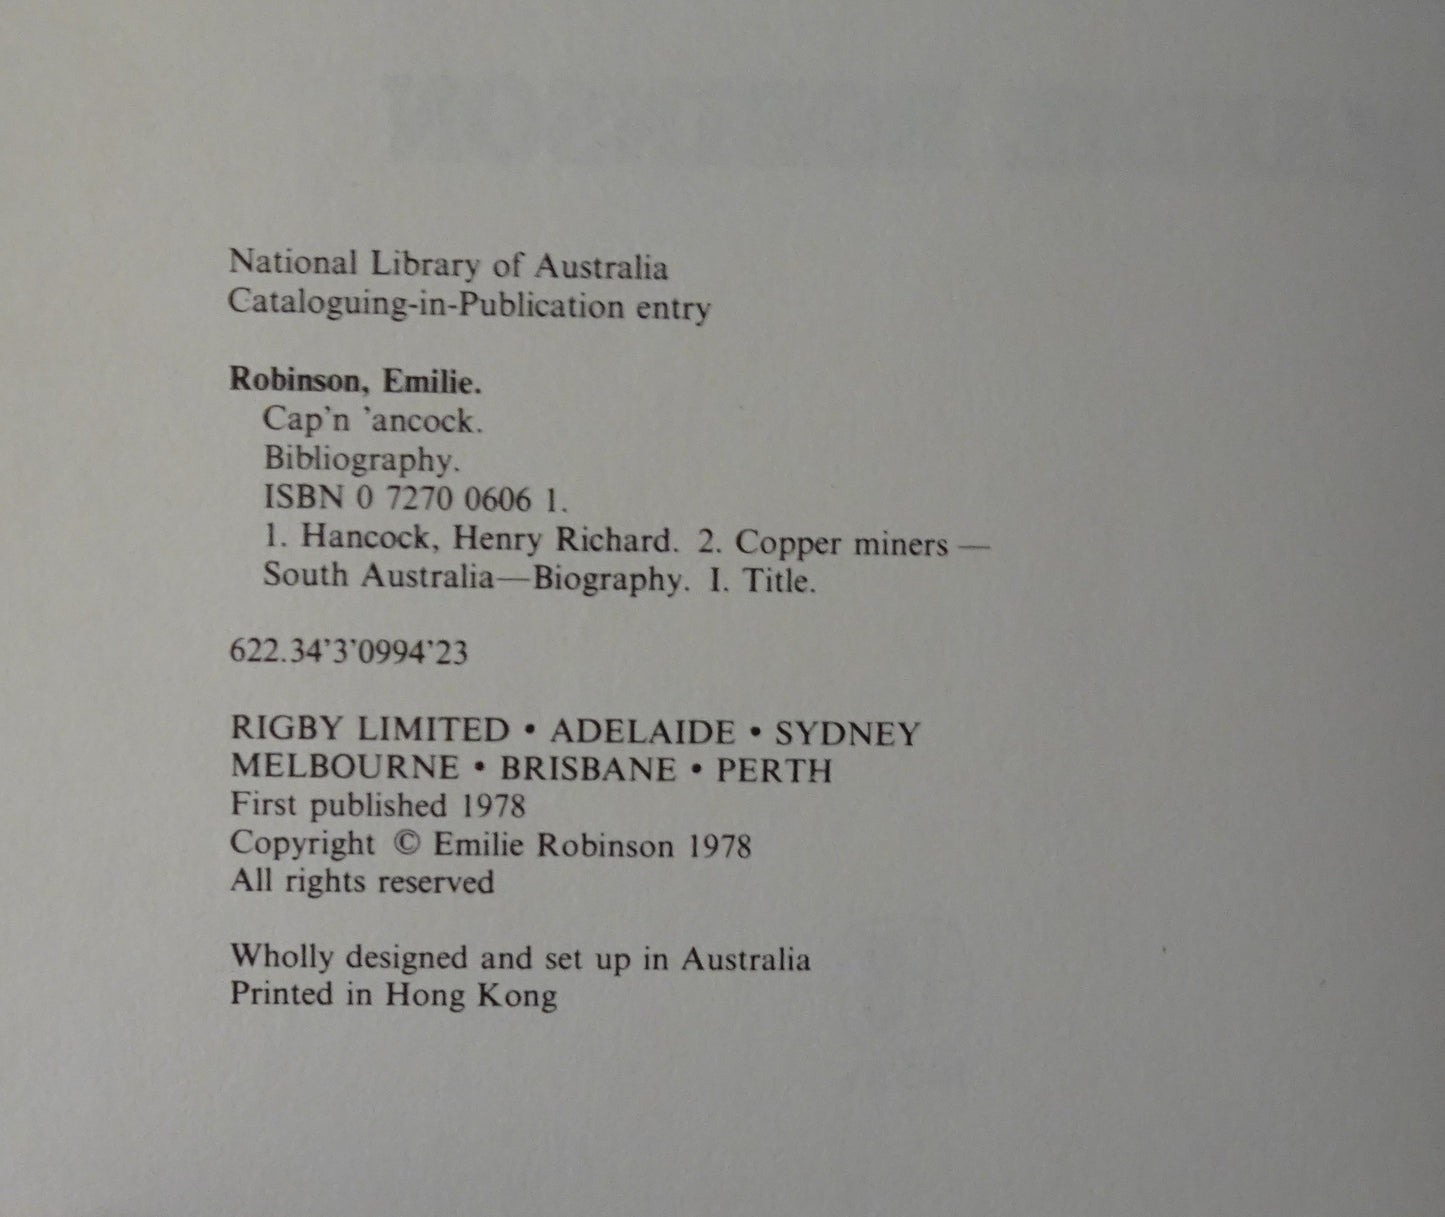 National Library of Australia
Cataloguing-in-Publication entry
Robinson, Emilie.
Cap'n 'ancock.
Bibliography.
ISBN 0 7270 0606 1.
1. Hancock, Henry Richard. 2. Copper miners —
South Australia—Biography. I. Title.
622.34'3'0994'23
RIGBY LIMITED • ADELAIDE • SYDNEY
MELBOURNE • BRISBANE • PERTH
First published 1978
Copyright © Emilie Robinson 1978
All rights reserved
Wholly designed and set up in Australia
Printed in Hong Kong